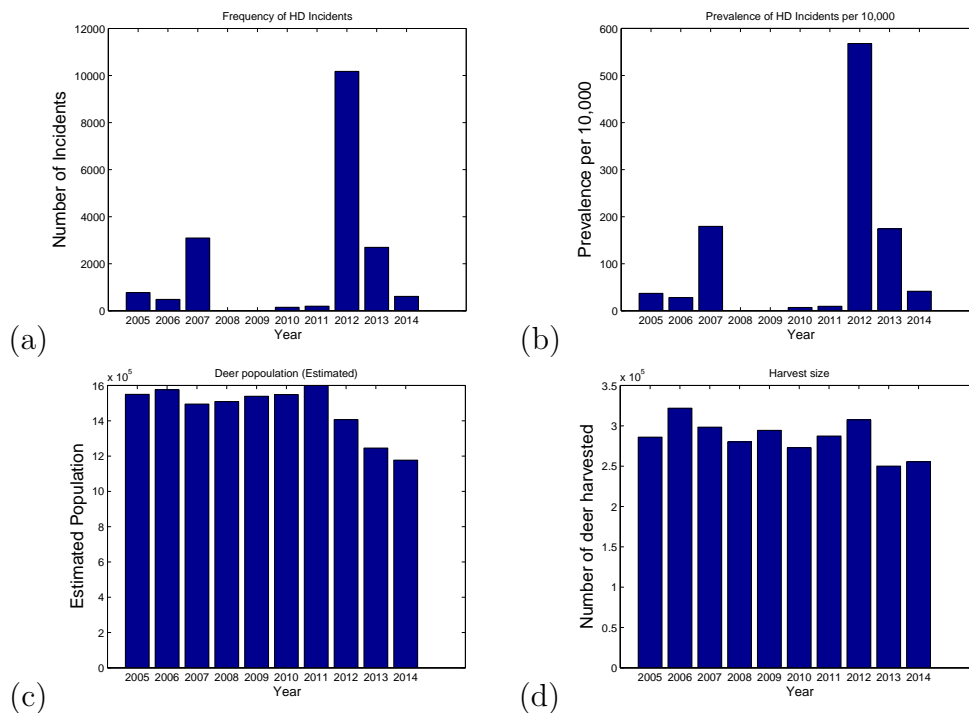 Frequency of HD Incidents
12000
10000
8000
6000
4000
2000
0
Number of Incidents
2005 2006 2007 2008 2009 2010 2011 2012 2013 2014
Year
(a)
Prevalence of HD Incidents per 10,000
600
500
400
300
200
100
0
Prevalence per 10,000
2005 2006 2007 2008 2009 2010 2011 2012 2013 2014
Year
(b)
Deer popoulation (Estimated)
x 10^5
16
14
12
10
8
6
4
2
0
Estimated Population
2005 2006 2007 2008 2009 2010 2011 2012 2013 2014
Year
(c)
Harvest size
x 10^5
3.5
3
2.5
2
1.5
1
0.5
0
Number of deer harvested
2005 2006 2007 2008 2009 2010 2011 2012 2013 2014
Year
(d)